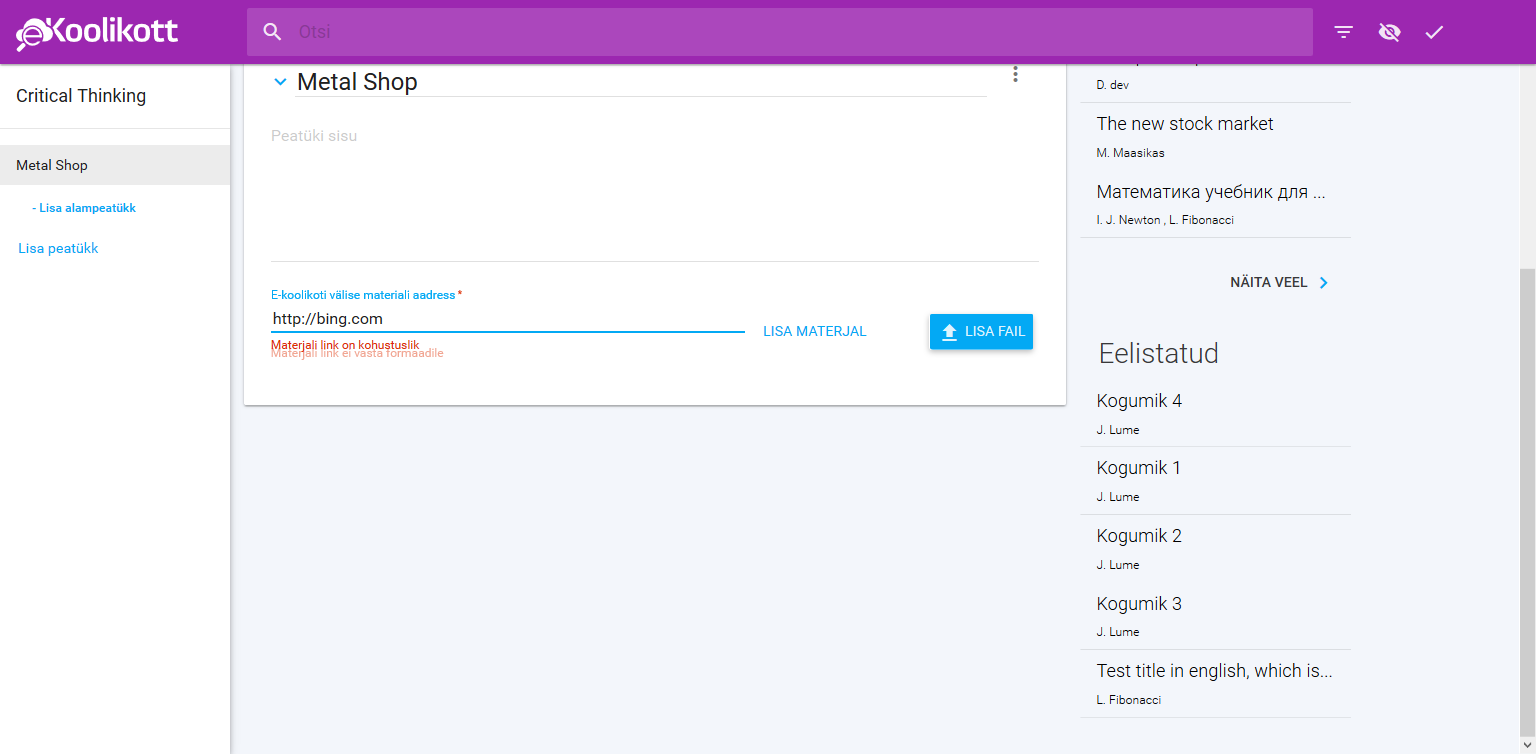 eKoolikott
Otsi
Critical Thinking
Metal Shop
- Lisa alampeatükk
Lisa peatükk
Metal Shop
Peatüki sisu
E-koolikoti välise materiali aadress *
http://bing.com
Materjali link on kohustuslik
Materjali link ei vasta formaadile
LISA MATERJAL
LISA FAIL
D. dev
The new stock market
M. Maasikas
Математика учебник для ...
I. J. Newton , L. Fibonacci
NÄITA VEEL
Eelistatud
Kogumik 4
J. Lume
Kogumik 1
J. Lume
Kogumik 2
J. Lume
Kogumik 3
J. Lume
Test title in english, which is...
L. Fibonacci